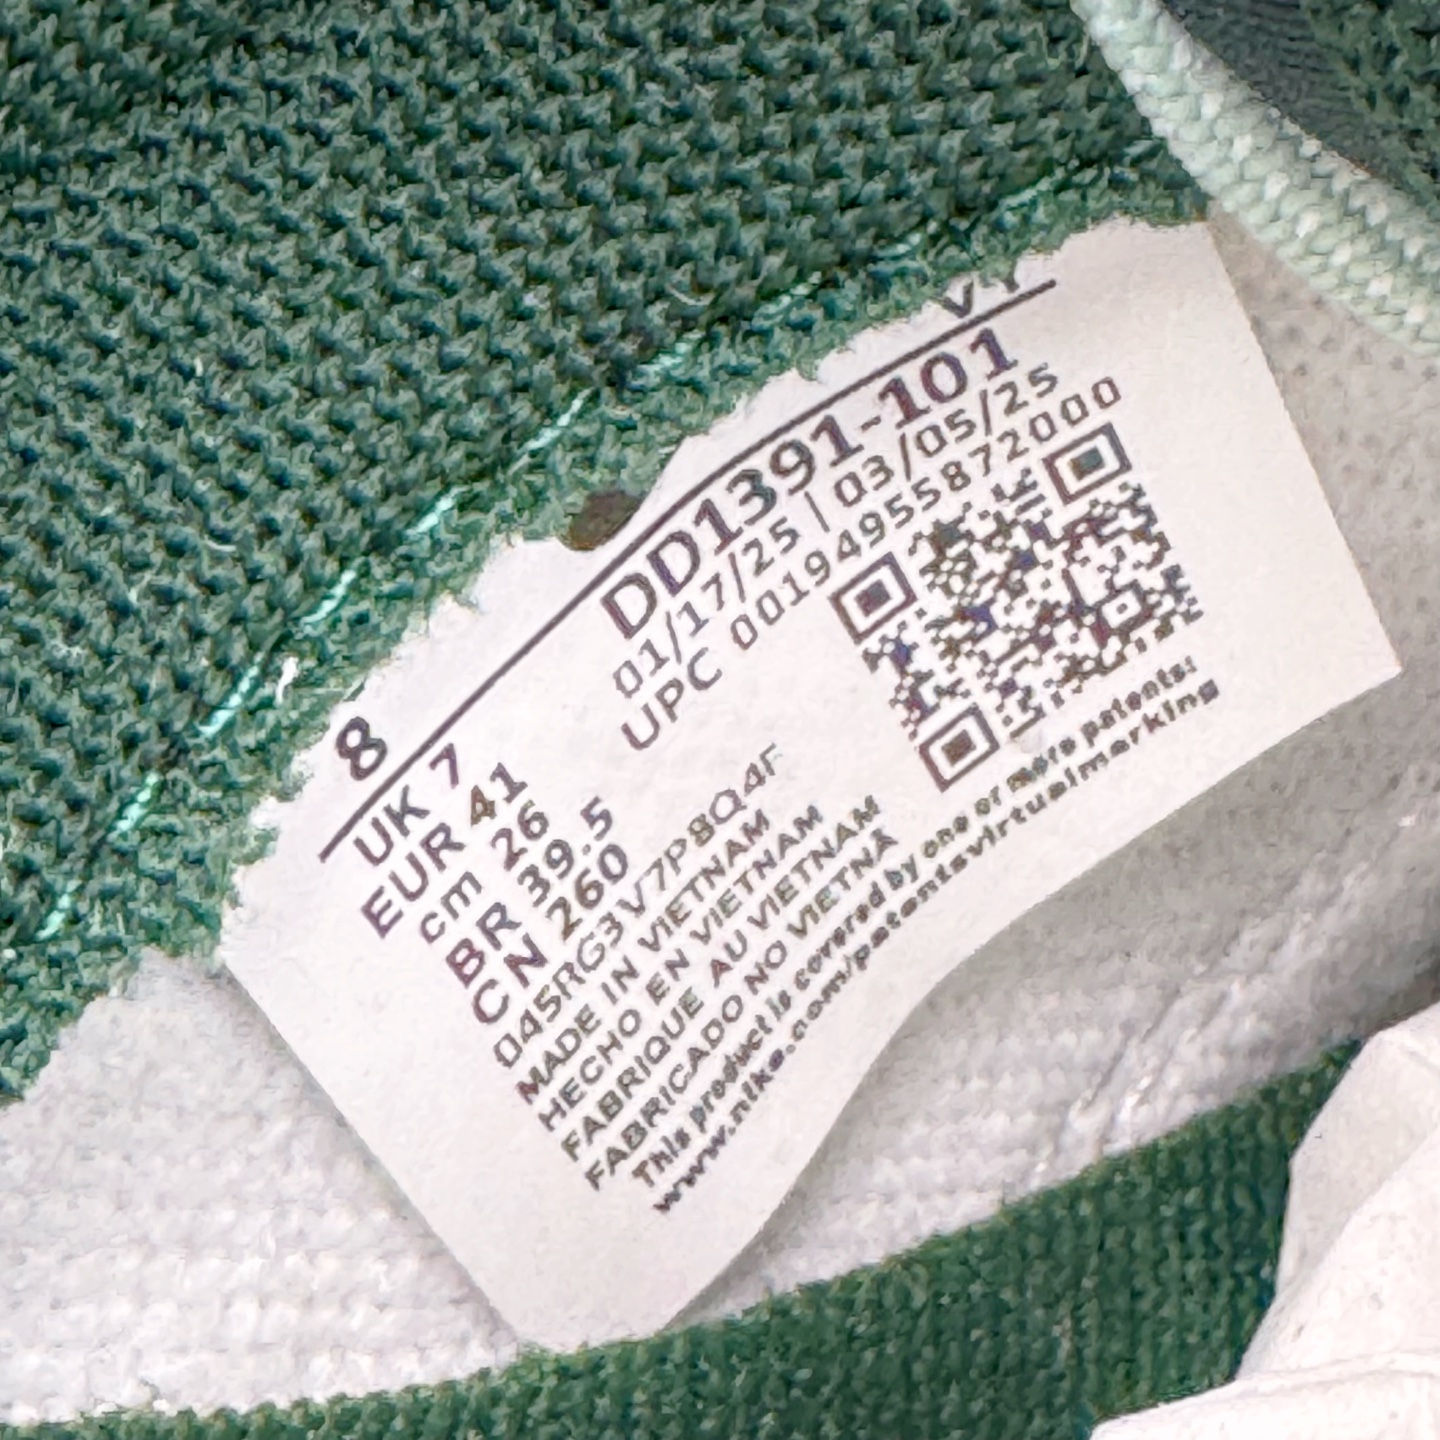 8
DD1391-101
01/17/25 | 03/05/25
UPC 00194955872000
UK 7
EUR 41
cm 26
BR 39.5
CN 260
045RG3V7P8Q4F
MADE IN VIETNAM
HECHO EN VIETNAM
FABRIQUE AU VIETNAM
FABRICADO NO VIETNÃ
This product is covered by one of more patents:
www.nike.com/patentsvirtualmarking